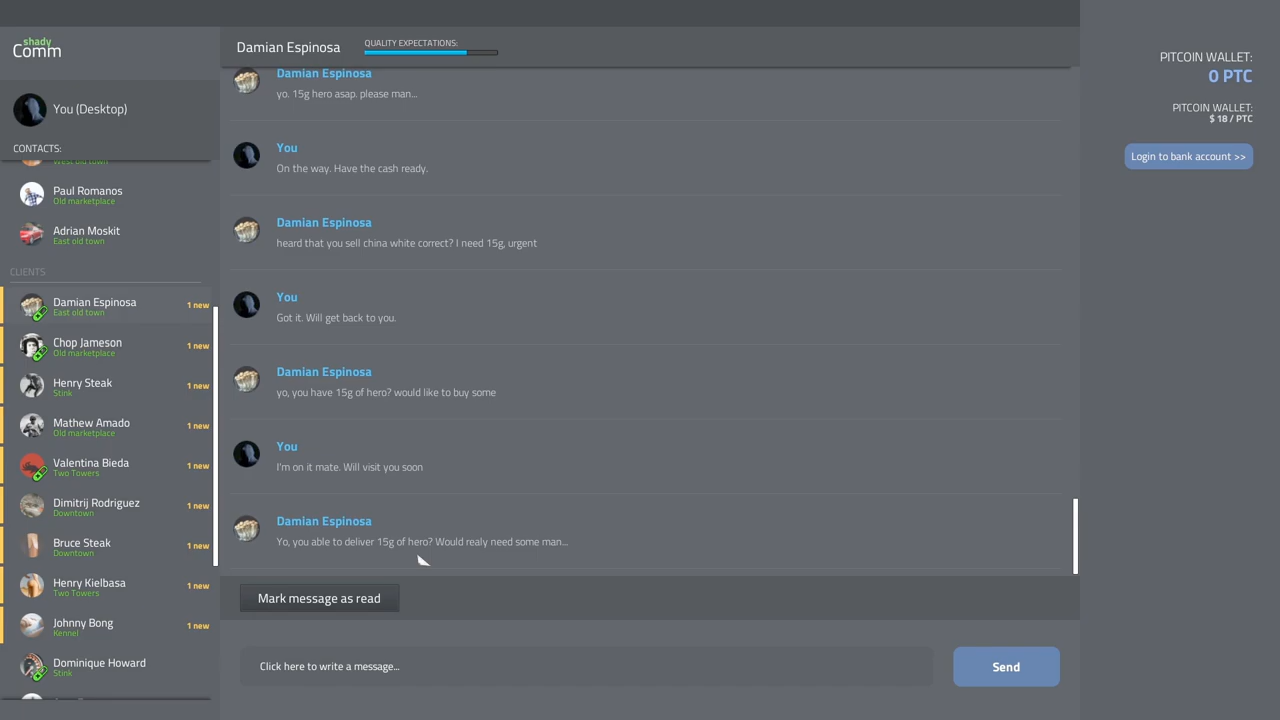 shady
Comm
You (Desktop)
CONTACTS:
West old town
Paul Romanos
Old marketplace
Adrian Moskit
East old town
CLIENTS
Damian Espinosa
East old town
1 new
Chop Jameson
Old marketplace
1 new
Henry Steak
Stink
1 new
Mathew Amado
Old marketplace
1 new
Valentina Bieda
Two Towers
1 new
Dimitrij Rodriguez
Downtown
1 new
Bruce Steak
Downtown
1 new
Henry Kielbasa
Two Towers
1 new
Johnny Bong
Kennel
1 new
Dominique Howard
Stink
Damian Espinosa
QUALITY EXPECTATIONS:
Damian Espinosa
yo. 15g hero asap. please man...
You
On the way. Have the cash ready.
Damian Espinosa
heard that you sell china white correct? I need 15g, urgent
You
Got it. Will get back to you.
Damian Espinosa
yo, you have 15g of hero? would like to buy some
You
I'm on it mate. Will visit you soon
Damian Espinosa
Yo, you able to deliver 15g of hero? Would realy need some man...
Mark message as read
Click here to write a message...
Send
PITCOIN WALLET:
0 PTC
PITCOIN WALLET:
$ 18 / PTC
Login to bank account >>